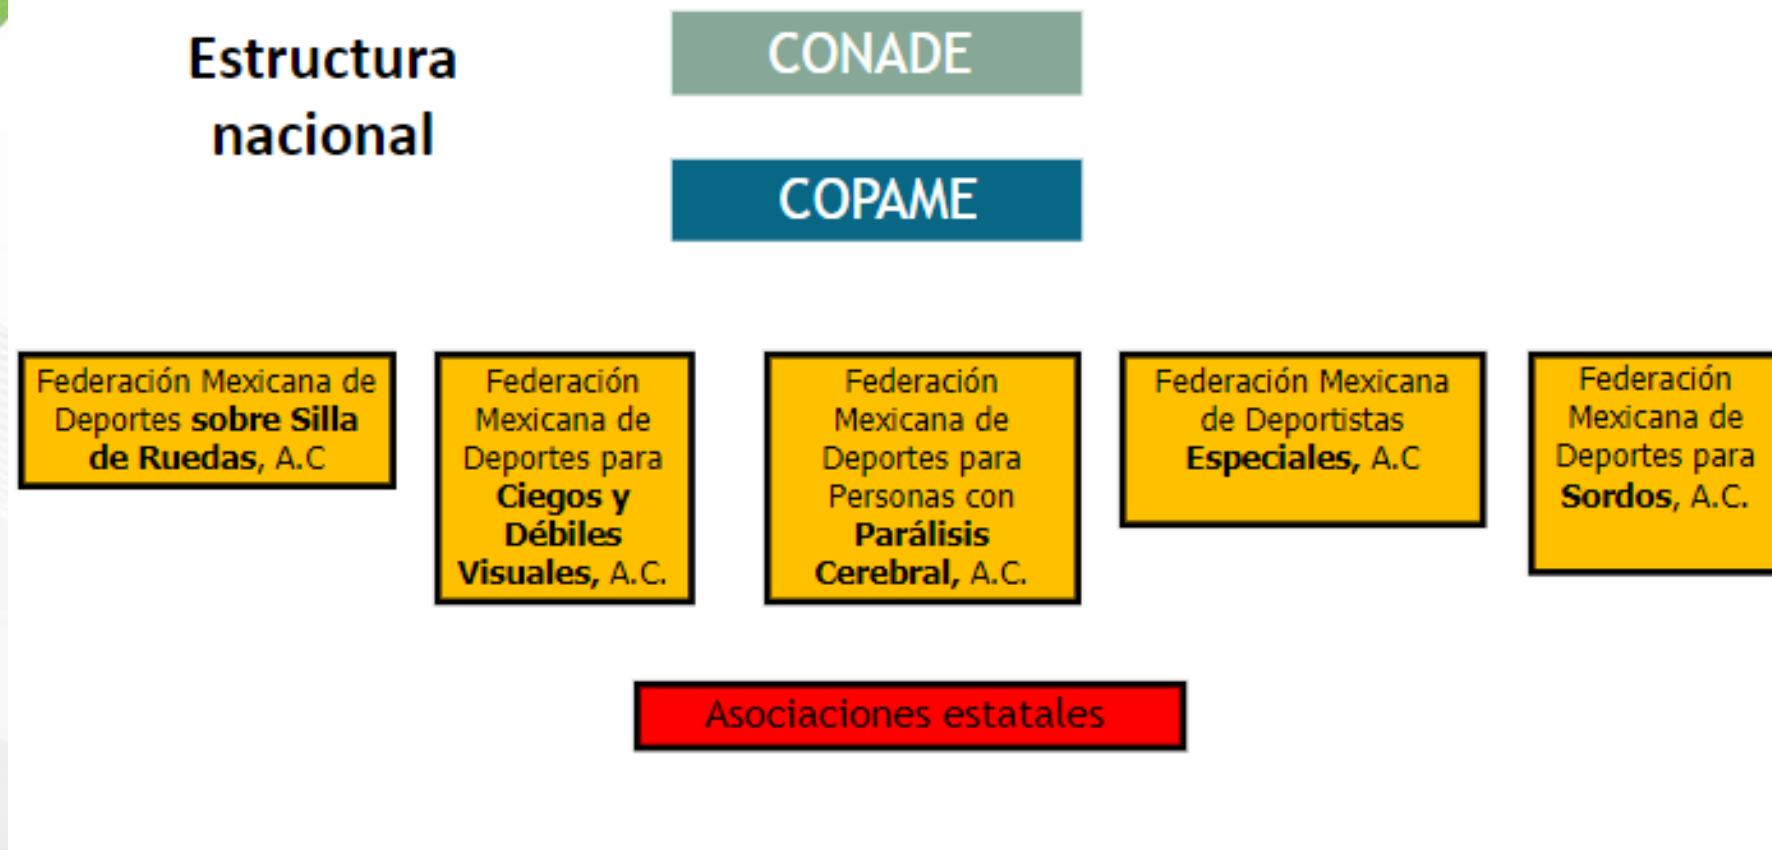 Estructura
nacional
CONADE
COPAME
Federación Mexicana de
Deportes sobre Silla
de Ruedas, A.C
Federación
Mexicana de
Deportes para
Ciegos y
Débiles
Visuales, A.C.
Federación
Mexicana de
Deportes para
Personas con
Parálisis
Cerebral, A.C.
Federación Mexicana
de Deportistas
Especiales, A.C
Federación
Mexicana de
Deportes para
Sordos, A.C.
Asociaciones estatales